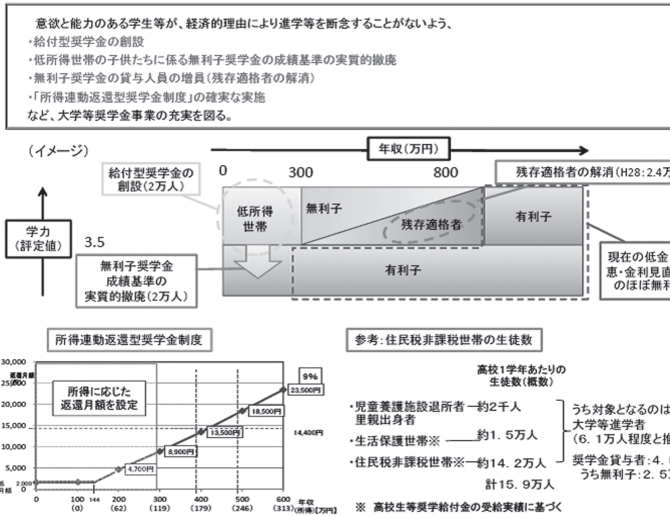 意欲と能力のある学生等が、経済的理由により進学等を断念することがないよう、
・給付型奨学金の創設
・低所得世帯の子供たちに係る無利子奨学金の成績基準の実質的撤廃
・無利子奨学金の貸与人員の増員(残存適格者の解消)
・「所得連動返還型奨学金制度」の確実な実施
など、大学等奨学金事業の充実を図る。
(イメージ)
年収(万円)
給付型奨学金の
創設(2万人)
0
300
800
残存適格者の解消(H28:2.4万
学力
(評定値)
3.5
低所得
世帯
無利子
残存適格者
有利子
無利子奨学金
成績基準の
実質的撤廃(2万人)
有利子
現在の低金
恵・金利見直
のほぼ無利
所得連動返還型奨学金制度
30,000
25,000
20,000
15,000
10,000
5,000
2,000
0
所得に応じた
返還月額を設定
4,700円
8,900円
13,500円
18,500円
23,500円
9%
14,400円
0
100
(0)
144
200
(62)
300
(119)
400
(179)
500
(246)
600
(313)
年収
(所得)【万円】
参考:住民税非課税世帯の生徒数
高校1学年あたりの
生徒数(概数)
・児童養護施設退所者 約2千人
里親出身者
・生活保護世帯※ 約1.5万人
・住民税非課税世帯※ 約14.2万人
計15.9万人
うち対象となるのは
大学等進学者
(6.1万人程度と推
奨学金貸与者:4.
うち無利子:2.5万
※ 高校生等奨学給付金の受給実績に基づく